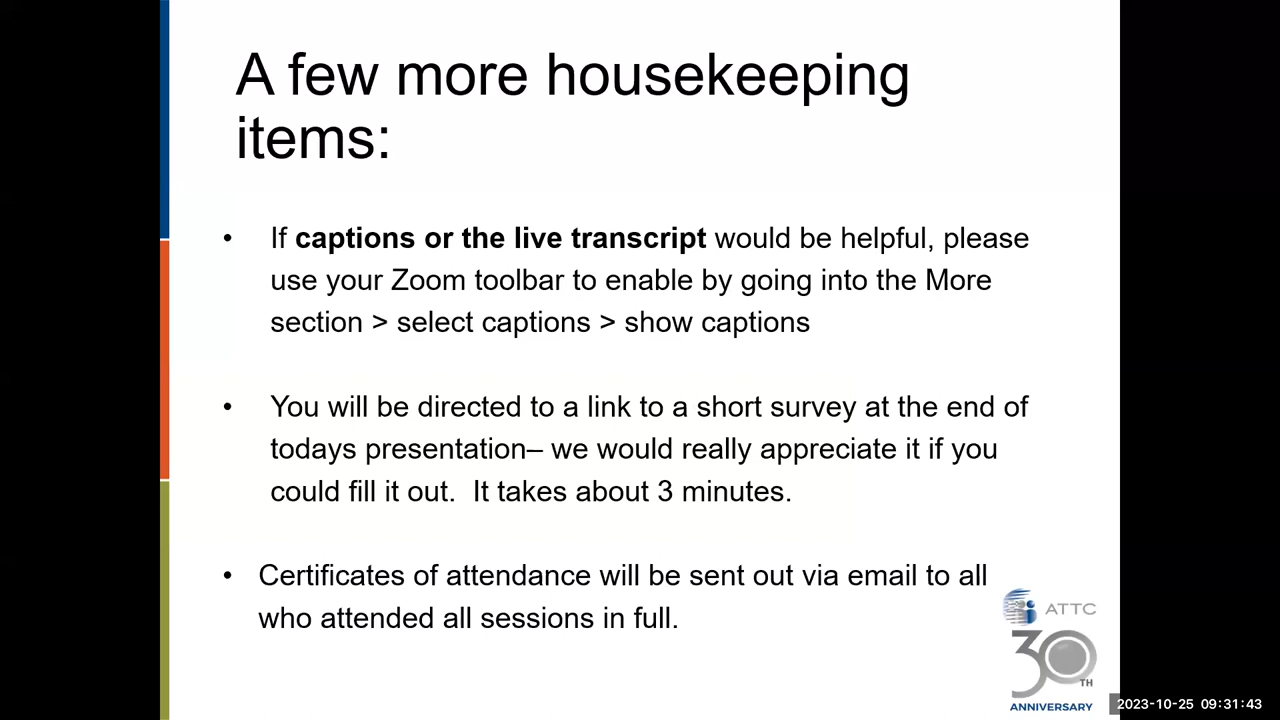 A few more housekeeping
items:
• If captions or the live transcript would be helpful, please
use your Zoom toolbar to enable by going into the More
section > select captions > show captions
• You will be directed to a link to a short survey at the end of
todays presentation– we would really appreciate it if you
could fill it out.  It takes about 3 minutes.
• Certificates of attendance will be sent out via email to all
who attended all sessions in full.
ATTC
30
TH
ANNIVERSARY
2023-10-25 09:31:43